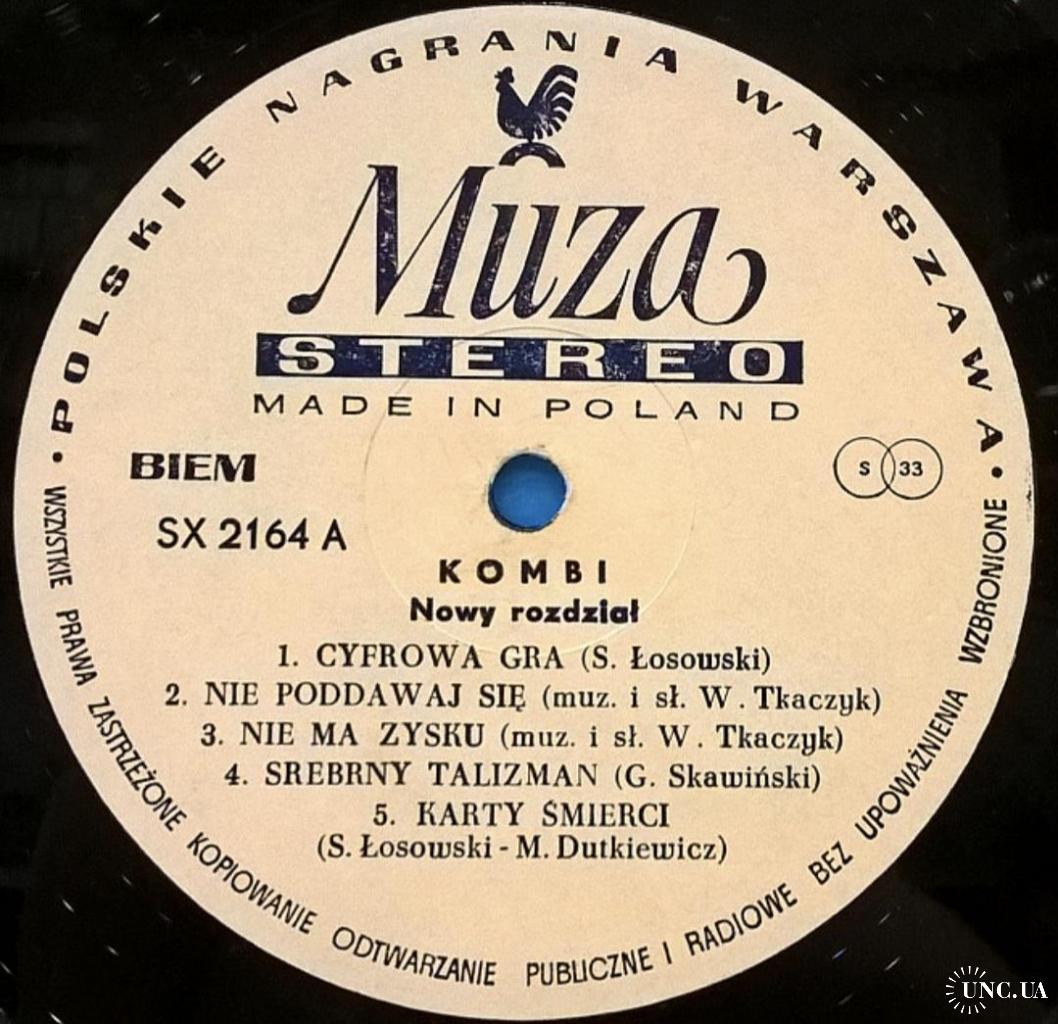 • POLSKIE NAGRANIA WARSZAWA •
Muza
STEREO
MADE IN POLAND
BIEM
S 33
SX 2164 A
KOMBI
Nowy rozdział
1. CYFROWA GRA (S. Łosowski)
2. NIE PODDAWAJ SIĘ (muz. i sł. W. Tkaczyk)
3. NIE MA ZYSKU (muz. i sł. W. Tkaczyk)
4. SREBRNY TALIZMAN (G. Skawiński)
5. KARTY ŚMIERCI
(S. Łosowski - M. Dutkiewicz)
WSZYSTKIE PRAWA ZASTRZEŻONE KOPIOWANIE ODTWARZANIE PUBLICZNE I RADIOWE BEZ UPOWAŻNIENIA WZBRONIONE
UNC.UA